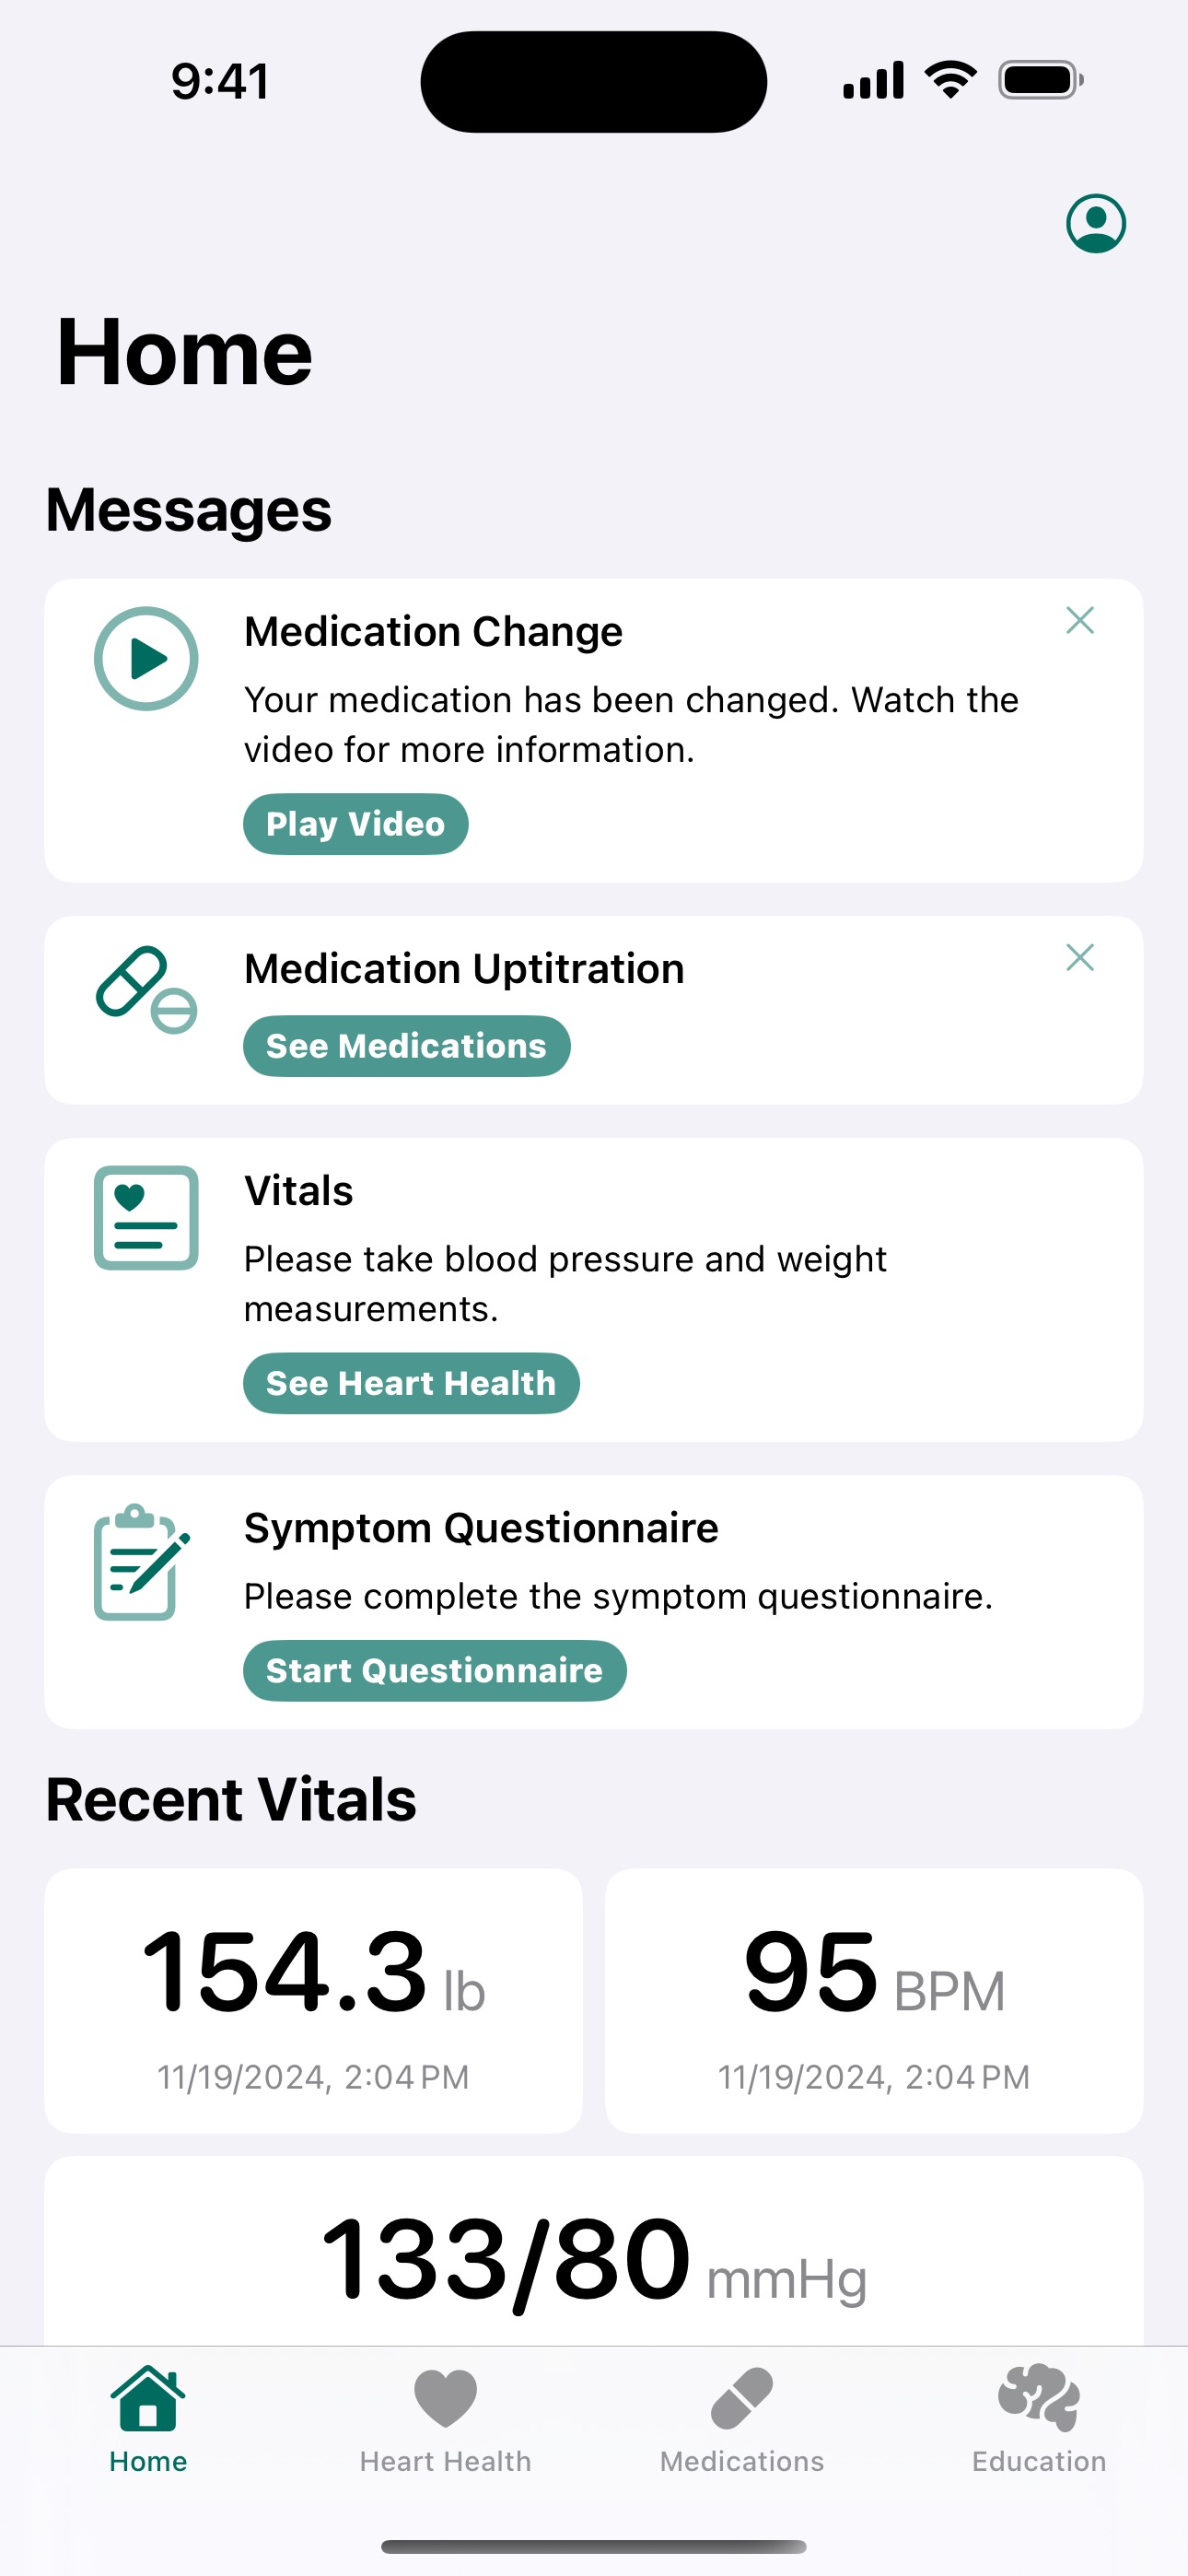 9:41
Home
Messages
Medication Change
Your medication has been changed. Watch the
video for more information.
Play Video
Medication Uptitration
See Medications
Vitals
Please take blood pressure and weight
measurements.
See Heart Health
Symptom Questionnaire
Please complete the symptom questionnaire.
Start Questionnaire
Recent Vitals
154.3 lb
11/19/2024, 2:04 PM
95 BPM
11/19/2024, 2:04 PM
133/80 mmHg
Home
Heart Health
Medications
Education